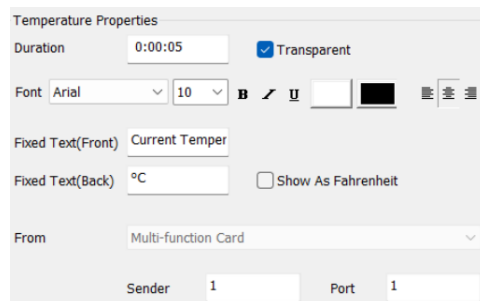 Temperature Properties
Duration 0:00:05 Transparent
Font Arial 10 B I U
Fixed Text(Front) Current Temper
Fixed Text(Back) °C Show As Fahrenheit
From Multi-function Card
Sender 1 Port 1